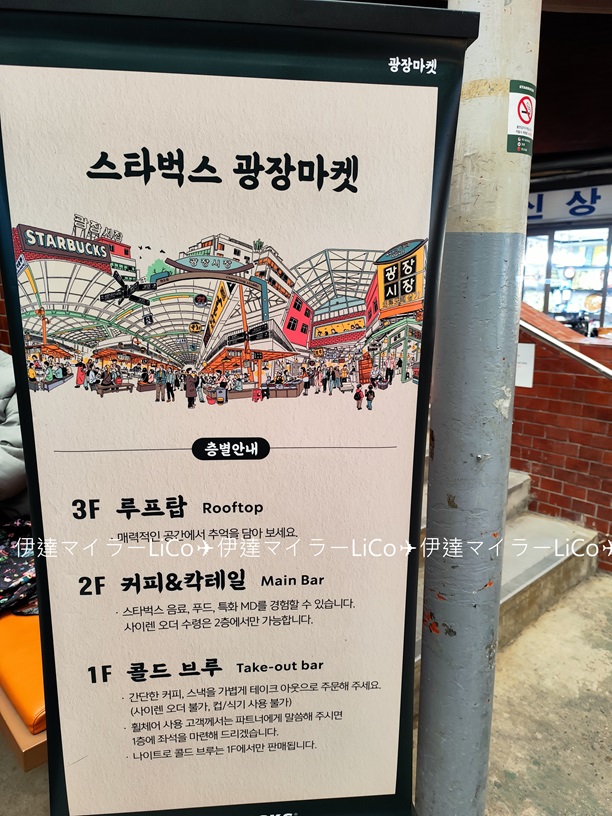 광장마켓
스타벅스 광장마켓
광장시장
STARBUCKS
광장시장
광장
시장
층별안내
3F 루프탑 Rooftop
· 매력적인 공간에서 추억을 담아 보세요.
伊達マイラーLiCo✈伊達マイラーLiCo✈伊達マイラーLiCo✈
2F 커피&칵테일 Main Bar
· 스타벅스 음료, 푸드, 특화 MD를 경험할 수 있습니다.
사이렌 오더 수령은 2층에서만 가능합니다.
1F 콜드 브루 Take-out bar
· 간단한 커피, 스낵을 가볍게 테이크 아웃으로 주문해 주세요.
(사이렌 오더 불가, 컵/식기 사용 불가)
· 휠체어 사용 고객께서는 파트너에게 말씀해 주시면
1층에 좌석을 마련해 드리겠습니다.
· 나이트로 콜드 브루는 1F에서만 판매됩니다.
신 상